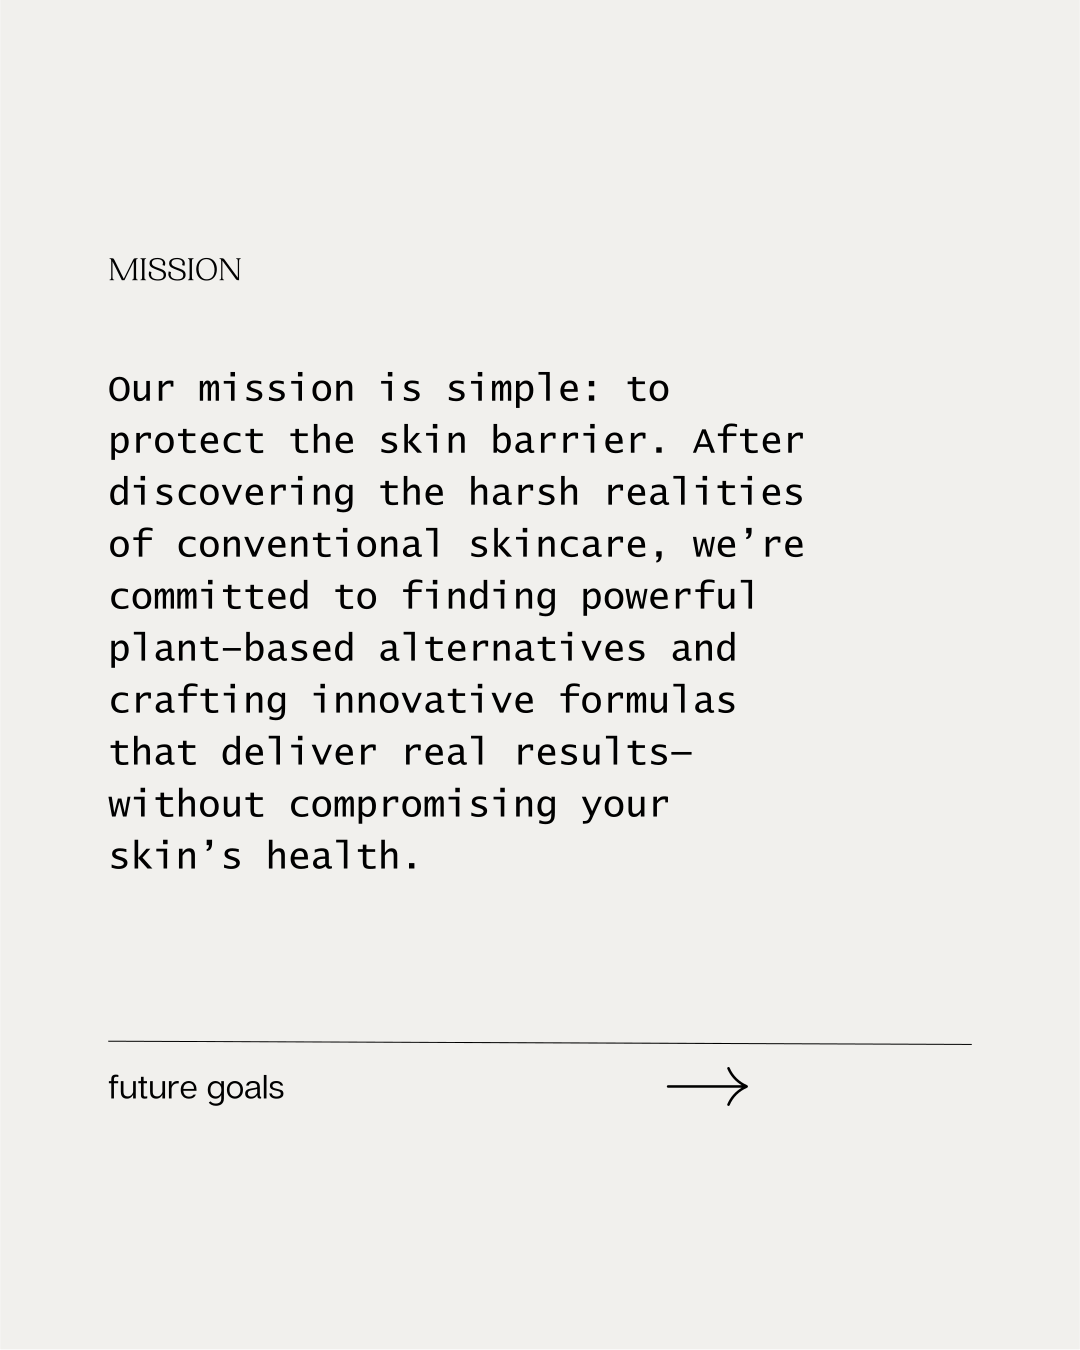 MISSION
Our mission is simple: to
protect the skin barrier. After
discovering the harsh realities
of conventional skincare, we’re
committed to finding powerful
plant–based alternatives and
crafting innovative formulas
that deliver real results–
without compromising your
skin’s health.
future goals